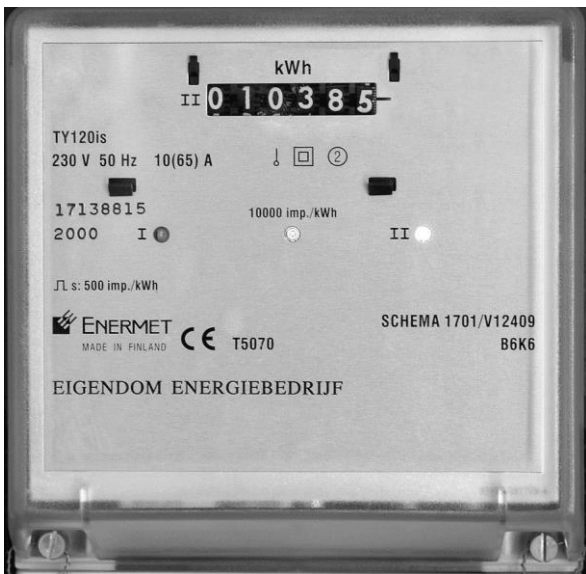 kWh
II 010385
TY120is
230 V 50 Hz 10(65) A
2
17138815
10000 imp./kWh
2000 I II
s: 500 imp./kWh
ENERMET
MADE IN FINLAND CE T5070
SCHEMA 1701/V12409
B6K6
EIGENDOM ENERGIEBEDRIJF